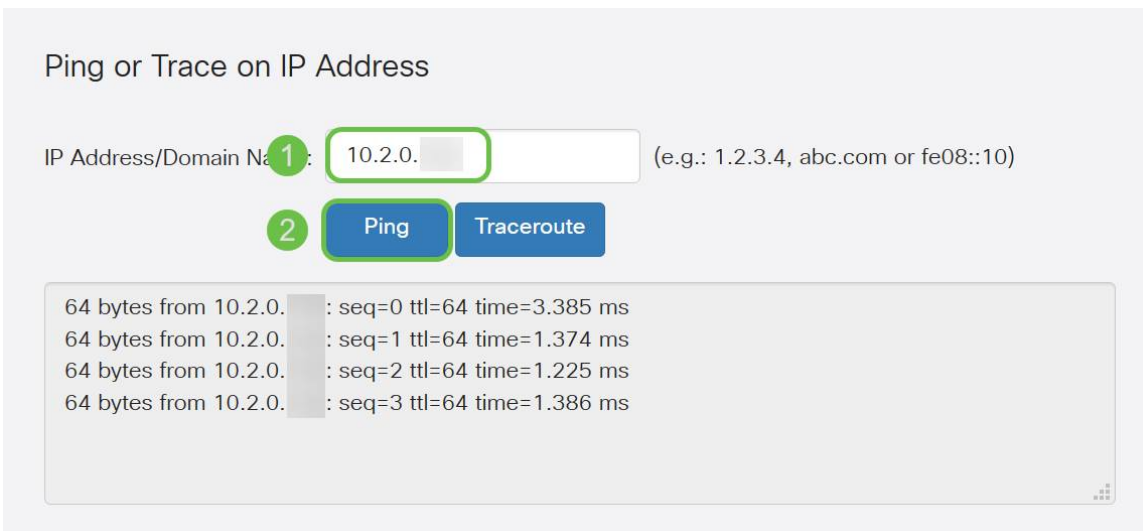 Ping or Trace on IP Address
IP Address/Domain Na 1 : 10.2.0. (e.g.: 1.2.3.4, abc.com or fe08::10)
2 Ping Traceroute
64 bytes from 10.2.0. : seq=0 ttl=64 time=3.385 ms
64 bytes from 10.2.0. : seq=1 ttl=64 time=1.374 ms
64 bytes from 10.2.0. : seq=2 ttl=64 time=1.225 ms
64 bytes from 10.2.0. : seq=3 ttl=64 time=1.386 ms